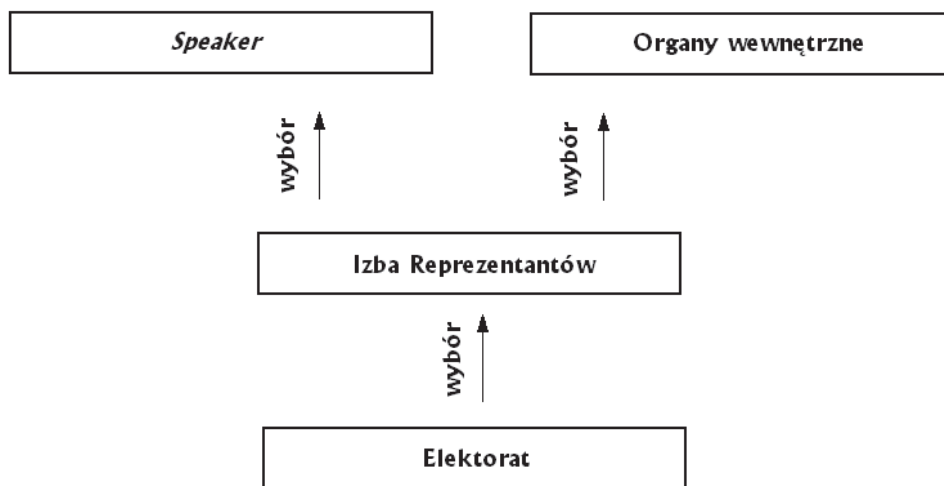 Speaker
Organy wewnętrzne
wybór
wybór
Izba Reprezentantów
wybór
Elektorat